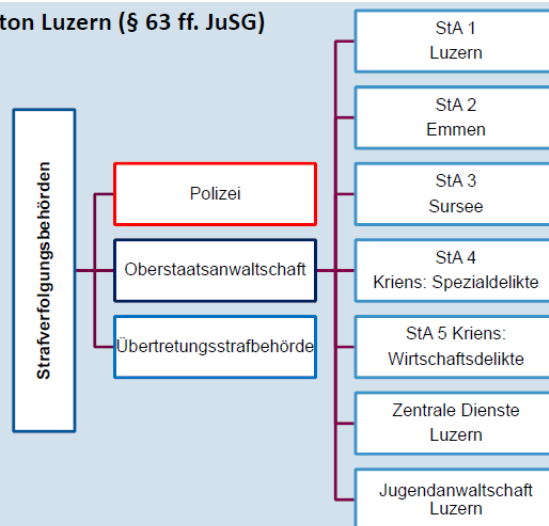 ton Luzern (§ 63 ff. JuSG)
Strafverfolgungsbehörden
Polizei
Oberstaatsanwaltschaft
Übertretungsstrafbehörde
StA 1
Luzern
StA 2
Emmen
StA 3
Sursee
StA 4
Kriens: Spezialdelikte
StA 5 Kriens:
Wirtschaftsdelikte
Zentrale Dienste
Luzern
Jugendanwaltschaft
Luzern